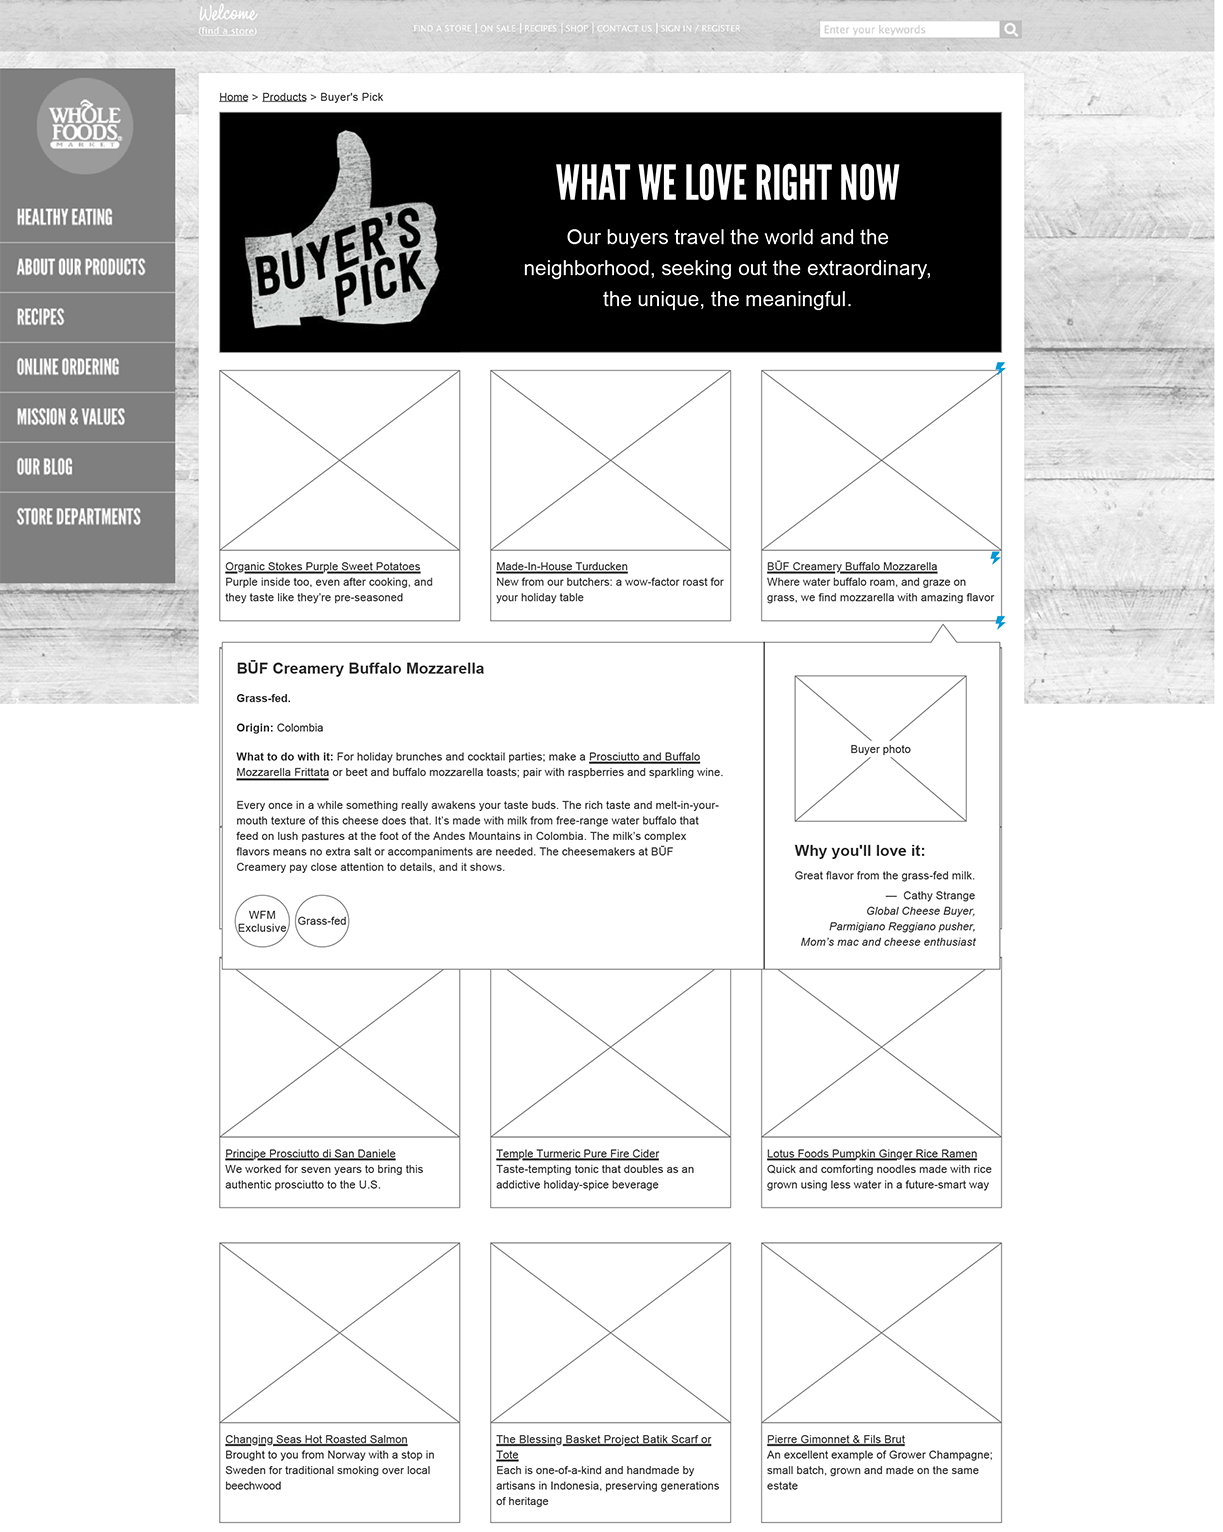 Welcome
(find a store)
FIND A STORE | ON SALE | RECIPES | SHOP | CONTACT US | SIGN IN / REGISTER
Enter your keywords
WHOLE
FOODS
MARKET
HEALTHY EATING
ABOUT OUR PRODUCTS
RECIPES
ONLINE ORDERING
MISSION & VALUES
OUR BLOG
STORE DEPARTMENTS
Home > Products > Buyer's Pick
BUYER'S
PICK
WHAT WE LOVE RIGHT NOW
Our buyers travel the world and the
neighborhood, seeking out the extraordinary,
the unique, the meaningful.
Organic Stokes Purple Sweet Potatoes
Purple inside too, even after cooking, and
they taste like they're pre-seasoned
Made-In-House Turducken
New from our butchers: a wow-factor roast for
your holiday table
BŪF Creamery Buffalo Mozzarella
Where water buffalo roam, and graze on
grass, we find mozzarella with amazing flavor
BŪF Creamery Buffalo Mozzarella
Grass-fed.
Origin: Colombia
What to do with it: For holiday brunches and cocktail parties; make a Prosciutto and Buffalo
Mozzarella Frittata or beet and buffalo mozzarella toasts; pair with raspberries and sparkling wine.
Every once in a while something really awakens your taste buds. The rich taste and melt-in-your-
mouth texture of this cheese does that. It's made with milk from free-range water buffalo that
feed on lush pastures at the foot of the Andes Mountains in Colombia. The milk's complex
flavors means no extra salt or accompaniments are needed. The cheesemakers at BŪF
Creamery pay close attention to details, and it shows.
WFM
Exclusive
Grass-fed
Buyer photo
Why you'll love it:
Great flavor from the grass-fed milk.
— Cathy Strange
Global Cheese Buyer,
Parmigiano Reggiano pusher,
Mom's mac and cheese enthusiast
Principe Prosciutto di San Daniele
We worked for seven years to bring this
authentic prosciutto to the U.S.
Temple Turmeric Pure Fire Cider
Taste-tempting tonic that doubles as an
addictive holiday-spice beverage
Lotus Foods Pumpkin Ginger Rice Ramen
Quick and comforting noodles made with rice
grown using less water in a future-smart way
Changing Seas Hot Roasted Salmon
Brought to you from Norway with a stop in
Sweden for traditional smoking over local
beechwood
The Blessing Basket Project Batik Scarf or
Tote
Each is one-of-a-kind and handmade by
artisans in Indonesia, preserving generations
of heritage
Pierre Gimonnet & Fils Brut
An excellent example of Grower Champagne;
small batch, grown and made on the same
estate